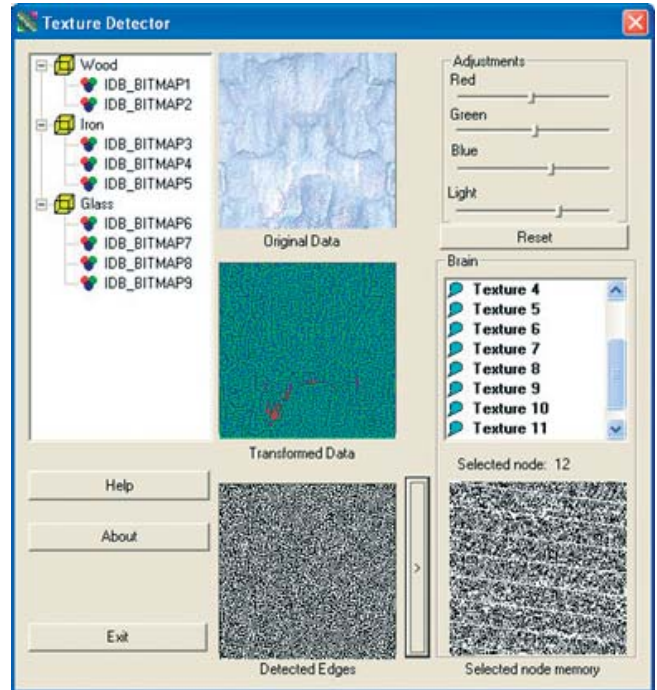 Texture Detector
Wood
IDB_BITMAP1
IDB_BITMAP2
Iron
IDB_BITMAP3
IDB_BITMAP4
IDB_BITMAP5
Glass
IDB_BITMAP6
IDB_BITMAP7
IDB_BITMAP8
IDB_BITMAP9
Help
About
Exit
Original Data
Transformed Data
Detected Edges
>
Adjustments
Red
Green
Blue
Light
Reset
Brain
Texture 4
Texture 5
Texture 6
Texture 7
Texture 8
Texture 9
Texture 10
Texture 11
Selected node: 12
Selected node memory